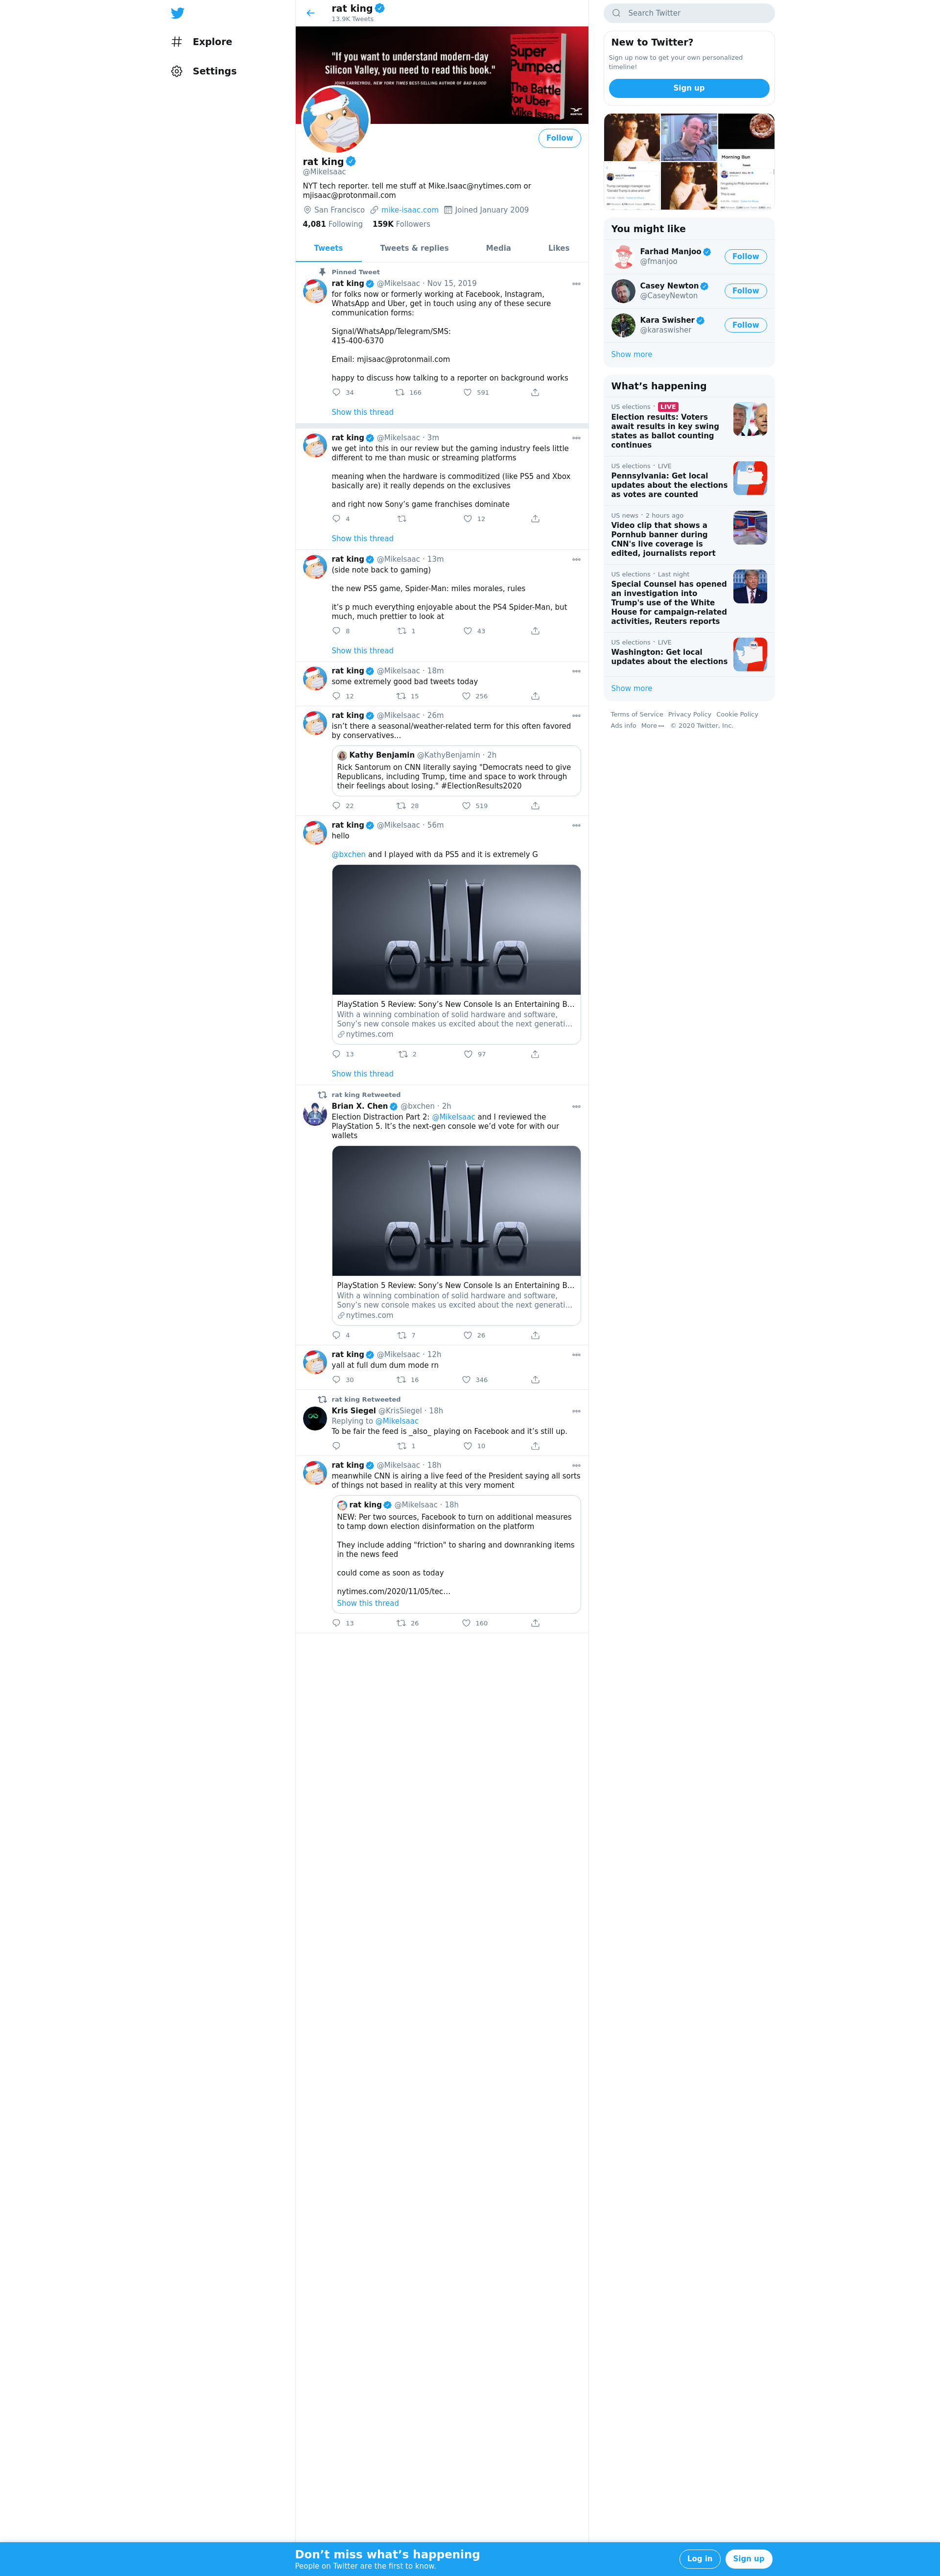 Explore
Settings
rat king
13.9K Tweets
"If you want to understand modern-day
Silicon Valley, you need to read this book."
JOHN CARREYROU, NEW YORK TIMES BEST-SELLING AUTHOR OF BAD BLOOD
Super
Pumped
The Battle
for Uber
Mike Isaac
NORTON
Follow
rat king
@MikeIsaac
NYT tech reporter. tell me stuff at Mike.Isaac@nytimes.com or
mjisaac@protonmail.com
San Francisco mike-isaac.com Joined January 2009
4,081 Following 159K Followers
Tweets Tweets & replies Media Likes
Pinned Tweet
rat king @MikeIsaac · Nov 15, 2019
for folks now or formerly working at Facebook, Instagram,
WhatsApp and Uber, get in touch using any of these secure
communication forms:
Signal/WhatsApp/Telegram/SMS:
415-400-6370
Email: mjisaac@protonmail.com
happy to discuss how talking to a reporter on background works
34 166 591
Show this thread
rat king @MikeIsaac · 3m
we get into this in our review but the gaming industry feels little
different to me than music or streaming platforms
meaning when the hardware is commoditized (like PS5 and Xbox
basically are) it really depends on the exclusives
and right now Sony's game franchises dominate
4 12
Show this thread
rat king @MikeIsaac · 13m
(side note back to gaming)
the new PS5 game, Spider-Man: miles morales, rules
it's p much everything enjoyable about the PS4 Spider-Man, but
much, much prettier to look at
8 1 43
Show this thread
rat king @MikeIsaac · 18m
some extremely good bad tweets today
12 15 256
rat king @MikeIsaac · 26m
isn't there a seasonal/weather-related term for this often favored
by conservatives...
Kathy Benjamin @KathyBenjamin · 2h
Rick Santorum on CNN literally saying "Democrats need to give
Republicans, including Trump, time and space to work through
their feelings about losing." #ElectionResults2020
22 28 519
rat king @MikeIsaac · 56m
hello
@bxchen and I played with da PS5 and it is extremely G
PlayStation 5 Review: Sony's New Console Is an Entertaining B...
With a winning combination of solid hardware and software,
Sony's new console makes us excited about the next generati...
nytimes.com
13 2 97
Show this thread
rat king Retweeted
Brian X. Chen @bxchen · 2h
Election Distraction Part 2: @MikeIsaac and I reviewed the
PlayStation 5. It's the next-gen console we'd vote for with our
wallets
PlayStation 5 Review: Sony's New Console Is an Entertaining B...
With a winning combination of solid hardware and software,
Sony's new console makes us excited about the next generati...
nytimes.com
4 7 26
rat king @MikeIsaac · 12h
yall at full dum dum mode rn
30 16 346
rat king Retweeted
Kris Siegel @KrisSiegel · 18h
Replying to @MikeIsaac
To be fair the feed is _also_ playing on Facebook and it's still up.
1 10
rat king @MikeIsaac · 18h
meanwhile CNN is airing a live feed of the President saying all sorts
of things not based in reality at this very moment
rat king @MikeIsaac · 18h
NEW: Per two sources, Facebook to turn on additional measures
to tamp down election disinformation on the platform
They include adding "friction" to sharing and downranking items
in the news feed
could come as soon as today
nytimes.com/2020/11/05/tec...
Show this thread
13 26 160
Search Twitter
New to Twitter?
Sign up now to get your own personalized
timeline!
Sign up
Morning Bun
Tweet
Tweet
You might like
Farhad Manjoo
@fmanjoo
Follow
Casey Newton
@CaseyNewton
Follow
Kara Swisher
@karaswisher
Follow
Show more
What's happening
US elections · LIVE
Election results: Voters
await results in key swing
states as ballot counting
continues
US elections · LIVE
Pennsylvania: Get local
updates about the elections
as votes are counted
US news · 2 hours ago
Video clip that shows a
Pornhub banner during
CNN's live coverage is
edited, journalists report
US elections · Last night
Special Counsel has opened
an investigation into
Trump's use of the White
House for campaign-related
activities, Reuters reports
US elections · LIVE
Washington: Get local
updates about the elections
Show more
Terms of Service Privacy Policy Cookie Policy
Ads info More © 2020 Twitter, Inc.
Don't miss what's happening
People on Twitter are the first to know.
Log in
Sign up